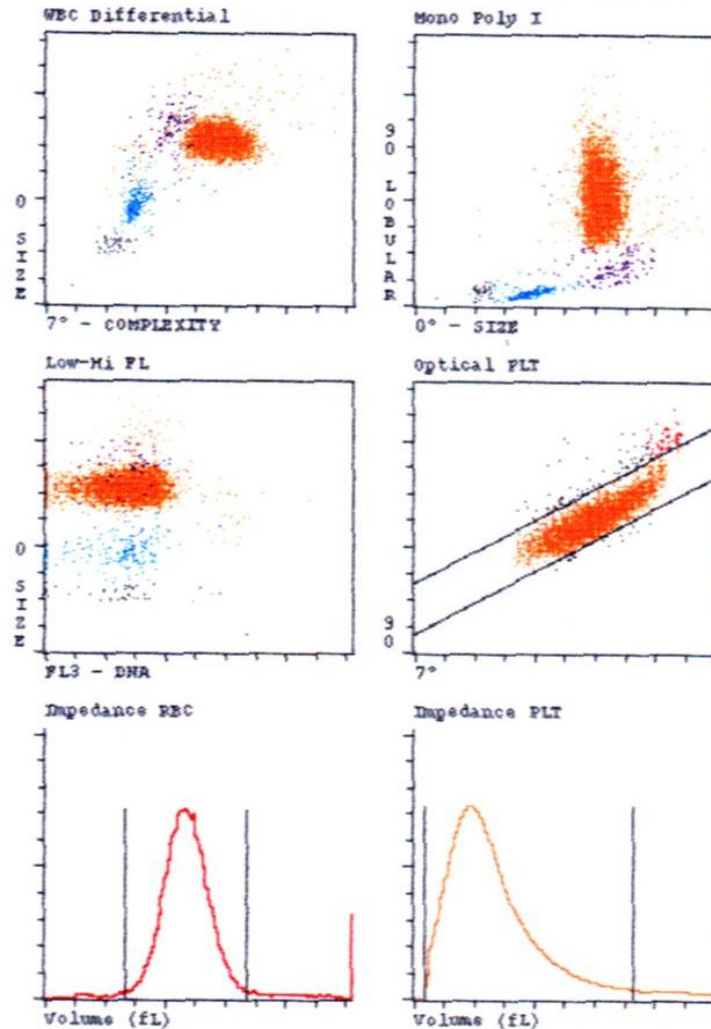 WBC Differential
Mono Poly I
0 SIZE
90 LOBULAR
7° - COMPLEXITY
0° - SIZE
Low-Hi FL
Optical PLT
0 SIZE
90
FL3 - DNA
7°
Impedance RBC
Impedance PLT
Volume (fL)
Volume (fL)